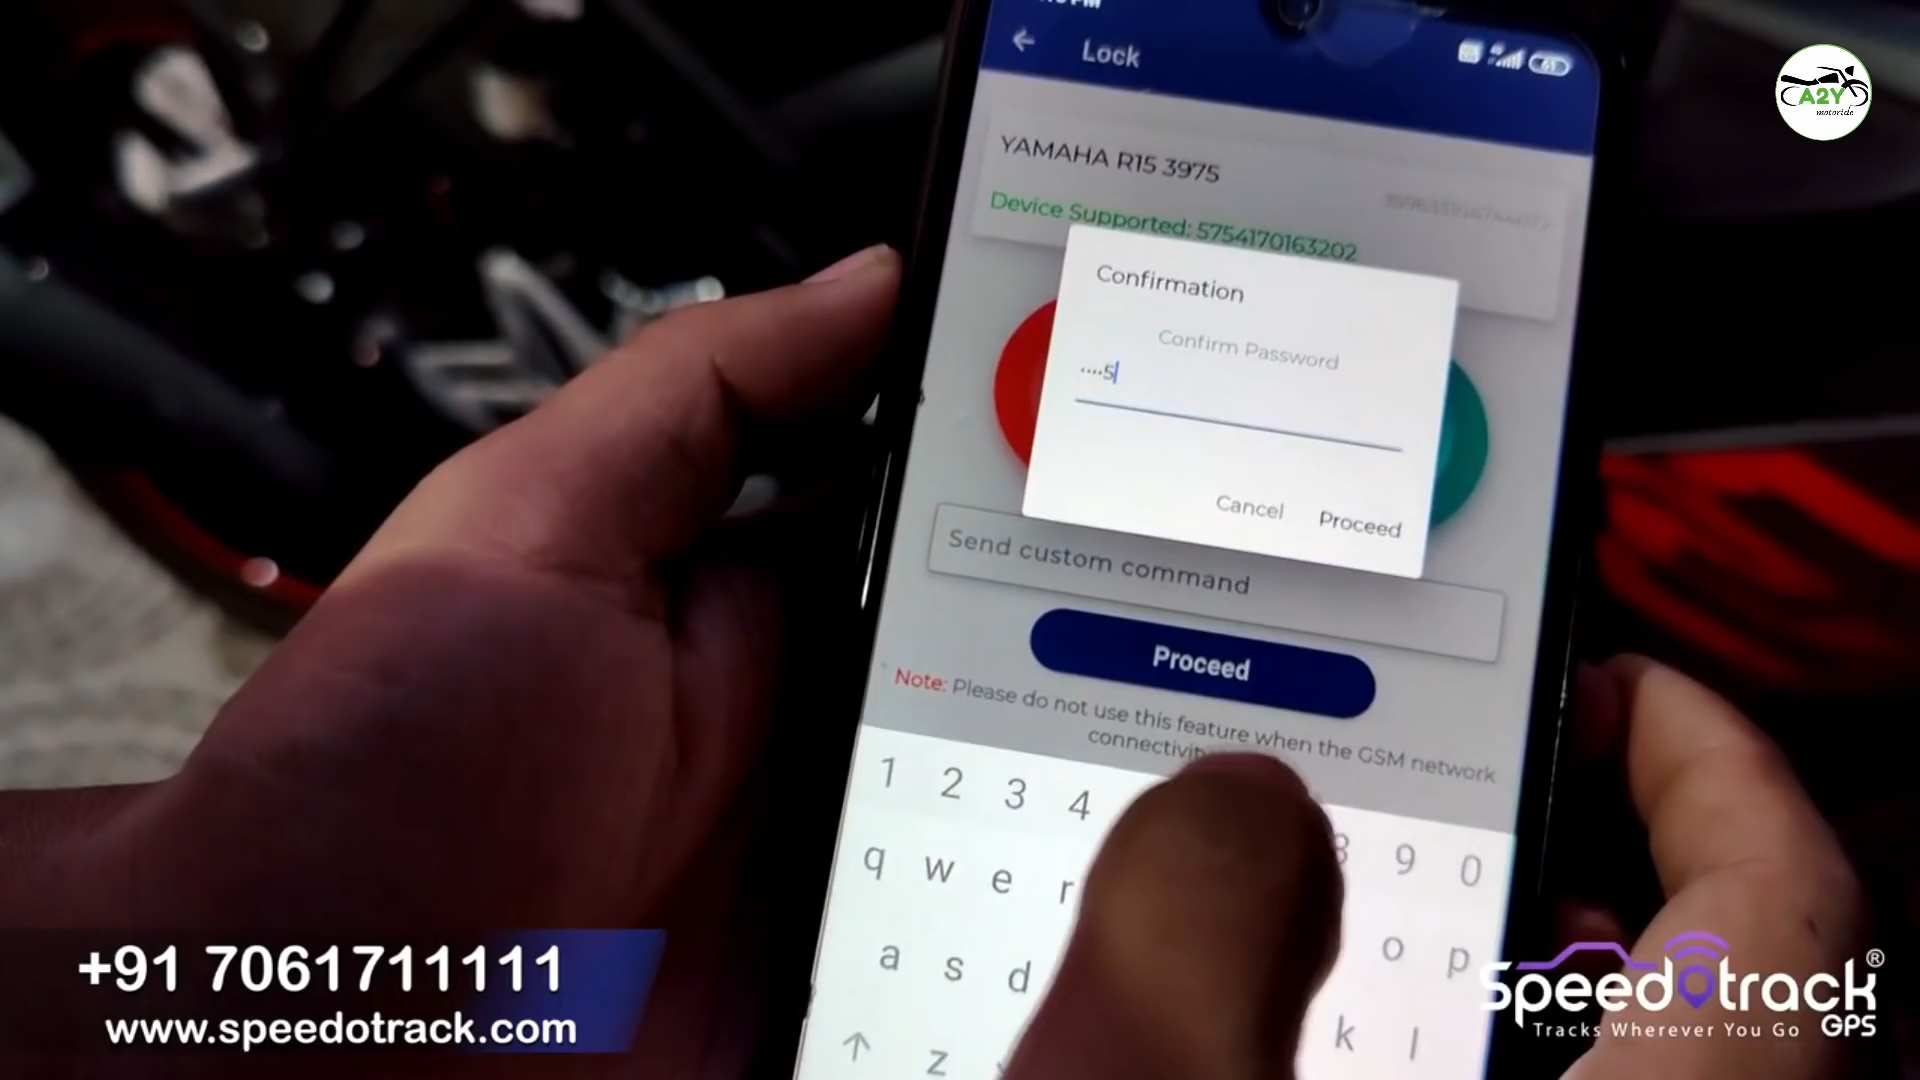 Lock
61
A2Y
motoride
YAMAHA R15 3975
Device Supported: 5754170163202
Confirmation
Confirm Password
····5
Cancel Proceed
Send custom command
Proceed
Note: Please do not use this feature when the GSM network
1 2 3 4 9 0
q w e r
a s d o p
z k l
+91 7061711111
www.speedotrack.com
Speedotrack®
GPS
Tracks Wherever You Go